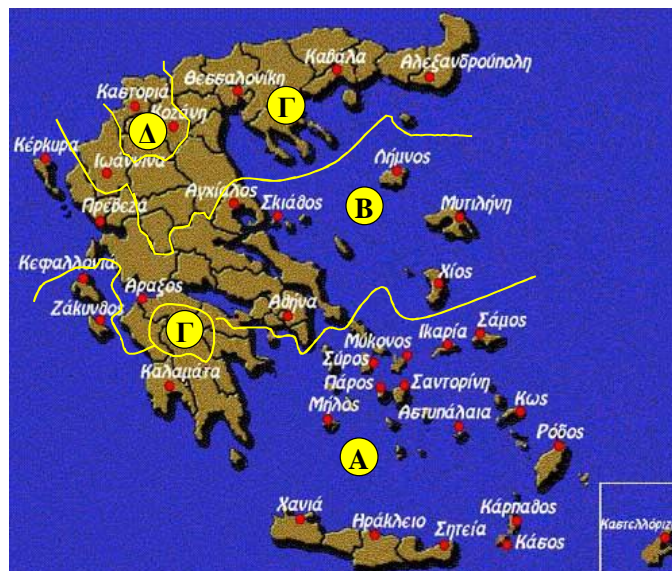 Καβάλα
Αλεξανδρούπολη
Θεσσαλονίκη
Καστοριά
Γ
Κοζάνη
Δ
Κέρκυρα
Ιωάννινα
Λήμνος
Αγχίαλος
Σκιάθος
Β
Μυτιλήνη
Πρέβεζα
Κεφαλλονιά
Χίος
Άραξος
Αθήνα
Ζάκυνθος
Γ
Ικαρία
Σάμος
Μύκονος
Σύρος
Καλαμάτα
Πάρος
Σαντορίνη
Μήλος
Αστυπάλαια
Κως
Ρόδος
Α
Χανιά
Ηράκλειο
Σητεία
Κάρπαθος
Κάσος
Καστελλόριζ